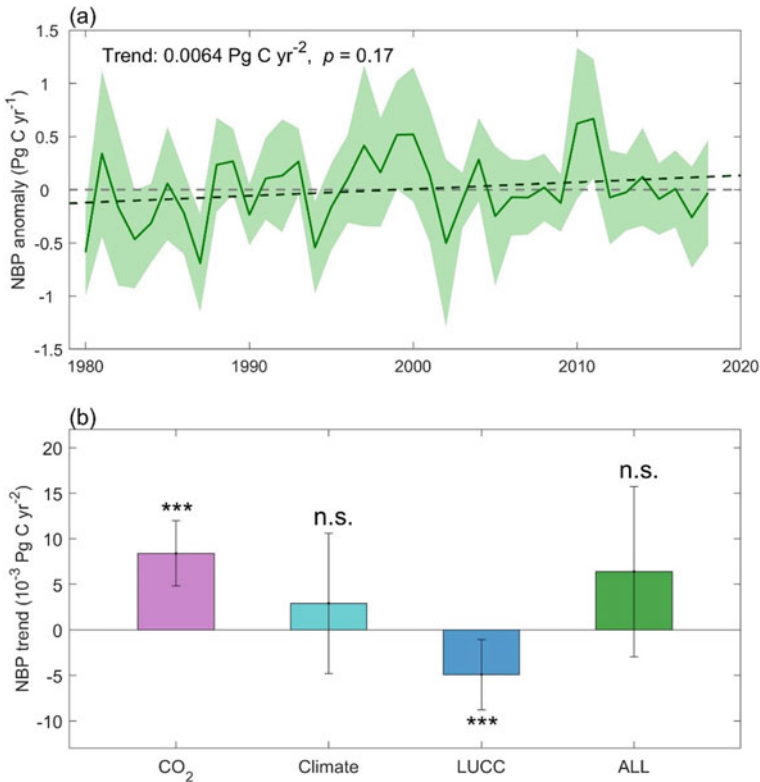 (a)
Trend: 0.0064 Pg C yr⁻², p = 0.17
NBP anomaly (Pg C yr⁻¹)
1.5
1
0.5
0
-0.5
-1
-1.5
1980 1990 2000 2010 2020
(b)
NBP trend (10⁻³ Pg C yr⁻²)
20
15
10
5
0
-5
-10
***
n.s.
***
n.s.
CO₂ Climate LUCC ALL